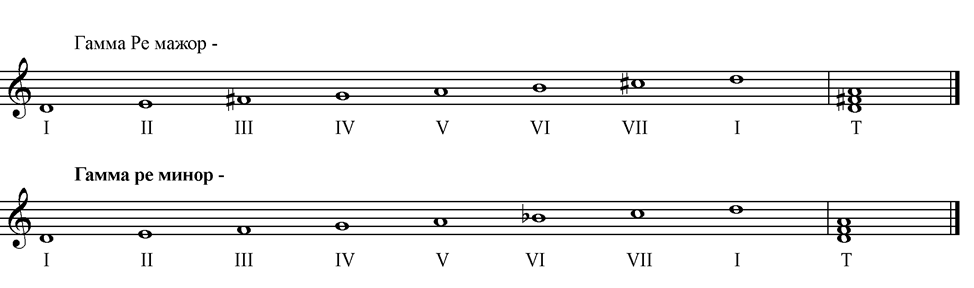 Гамма Ре мажор -
I II III IV V VI VII I T
Гамма ре минор -
I II III IV V VI VII I T